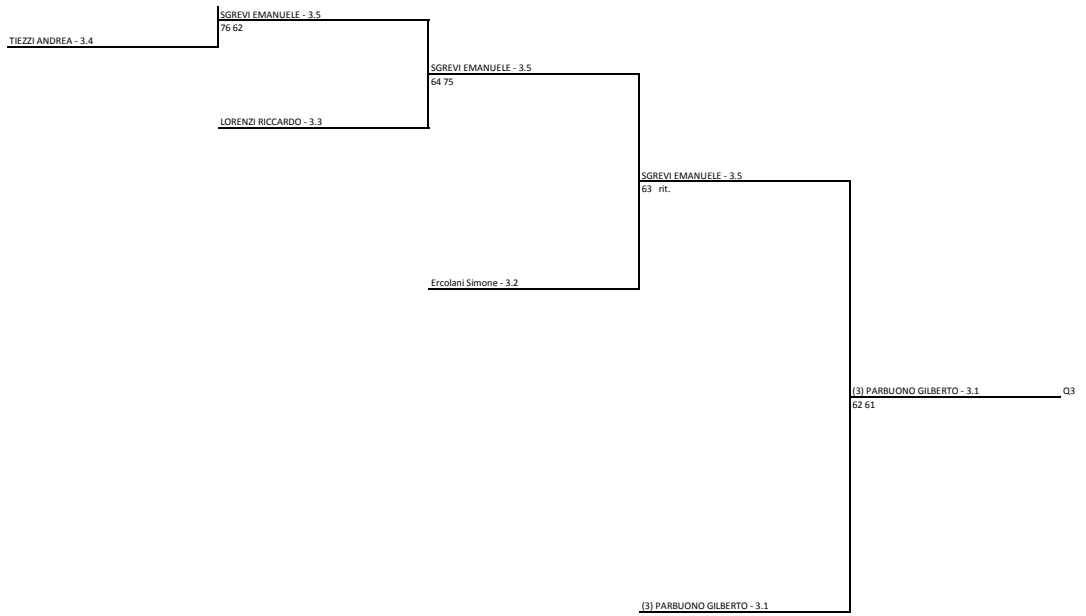 SGREVI EMANUELE - 3.5
76 62
TIEZZI ANDREA - 3.4
SGREVI EMANUELE - 3.5
64 75
LORENZI RICCARDO - 3.3
SGREVI EMANUELE - 3.5
63 rit.
Ercolani Simone - 3.2
(3) PARBUONO GILBERTO - 3.1 Q3
62 61
(3) PARBUONO GILBERTO - 3.1